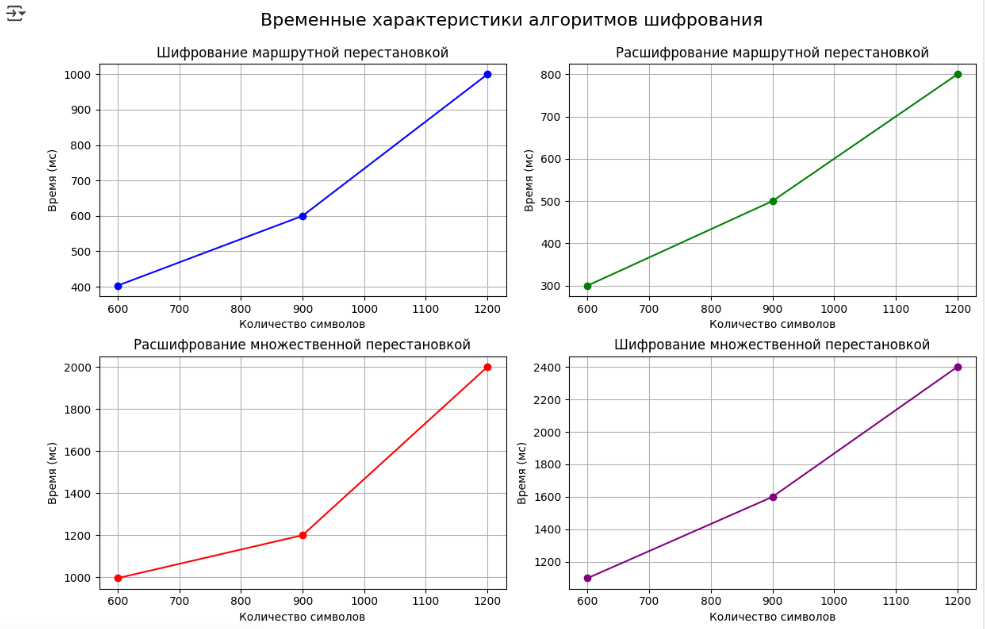 Временные характеристики алгоритмов шифрования
Шифрование маршрутной перестановкой
1000
900
800
700
600
500
400
Время (мс)
600 700 800 900 1000 1100 1200
Количество символов
Расшифрование маршрутной перестановкой
800
700
600
500
400
300
Время (мс)
600 700 800 900 1000 1100 1200
Количество символов
Расшифрование множественной перестановкой
2000
1800
1600
1400
1200
1000
Время (мс)
600 700 800 900 1000 1100 1200
Количество символов
Шифрование множественной перестановкой
2400
2200
2000
1800
1600
1400
1200
Время (мс)
600 700 800 900 1000 1100 1200
Количество символов